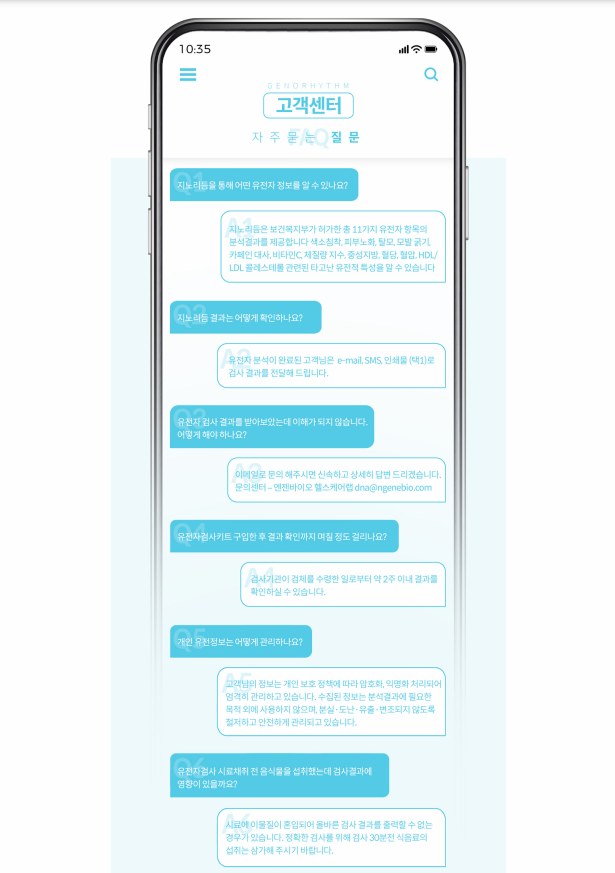 10:35
GENORHYTHM
고객센터
FAQ
자주 묻는 질문
Q1
지노리듬을 통해 어떤 유전자 정보를 알 수 있나요?
A1
지노리듬은 보건복지부가 허가한 총 11가지 유전자 항목의
분석결과를 제공합니다 색소침착, 피부노화, 탈모, 모발 굵기,
카페인 대사, 비타민C, 체질량 지수, 중성지방, 혈당, 혈압, HDL/
LDL 콜레스테롤 관련된 타고난 유전적 특성을 알 수 있습니다
Q2
지노리듬 결과는 어떻게 확인하나요?
A2
유전자 분석이 완료된 고객님은 e-mail, SMS, 인쇄물 (택1)로
검사 결과를 전달해 드립니다.
Q3
유전자 검사 결과를 받아보았는데 이해가 되지 않습니다.
어떻게 해야 하나요?
A3
이메일로 문의 해주시면 신속하고 상세히 답변 드리겠습니다.
문의센터 – 엔젠바이오 헬스케어랩 dna@ngenebio.com
Q4
유전자검사키트 구입한 후 결과 확인까지 며칠 정도 걸리나요?
A4
검사기관이 검체를 수령한 일로부터 약 2주 이내 결과를
확인하실 수 있습니다.
Q5
개인 유전정보는 어떻게 관리하나요?
A5
고객님의 정보는 개인 보호 정책에 따라 암호화, 익명화 처리되어
엄격히 관리하고 있습니다. 수집된 정보는 분석결과에 필요한
목적 외에 사용하지 않으며, 분실·도난·유출·변조되지 않도록
철저하고 안전하게 관리되고 있습니다.
Q6
유전자검사 시료채취 전 음식물을 섭취했는데 검사결과에
영향이 있을까요?
A6
시료에 이물질이 혼입되어 올바른 검사 결과를 출력할 수 없는
경우가 있습니다. 정확한 검사를 위해 검사 30분전 식음료의
섭취는 삼가해 주시기 바랍니다.